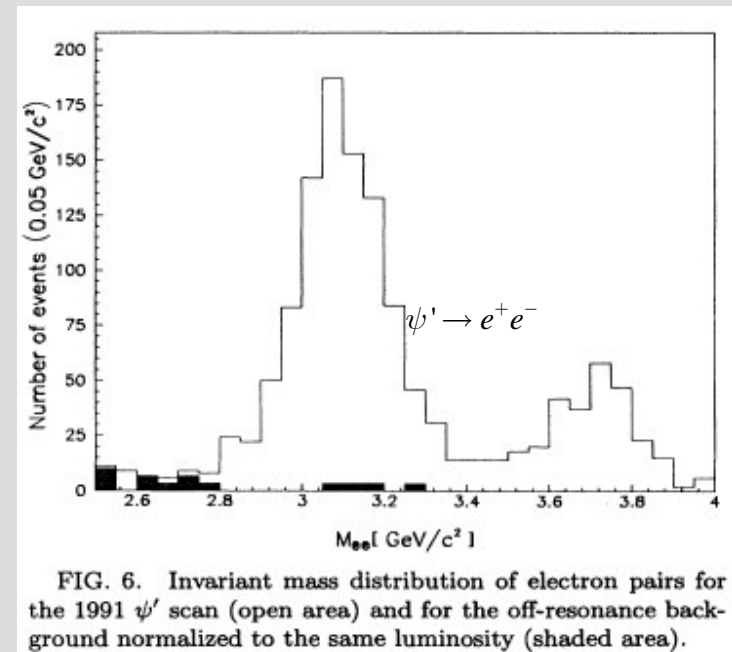 Number of events (0.05 GeV/c²)
200
175
150
125
100
75
50
25
0
ψ' → e⁺e⁻
2.6 2.8 3 3.2 3.4 3.6 3.8 4
Mₑₑ[ GeV/c² ]
FIG. 6. Invariant mass distribution of electron pairs for
the 1991 ψ′ scan (open area) and for the off-resonance back-
ground normalized to the same luminosity (shaded area).